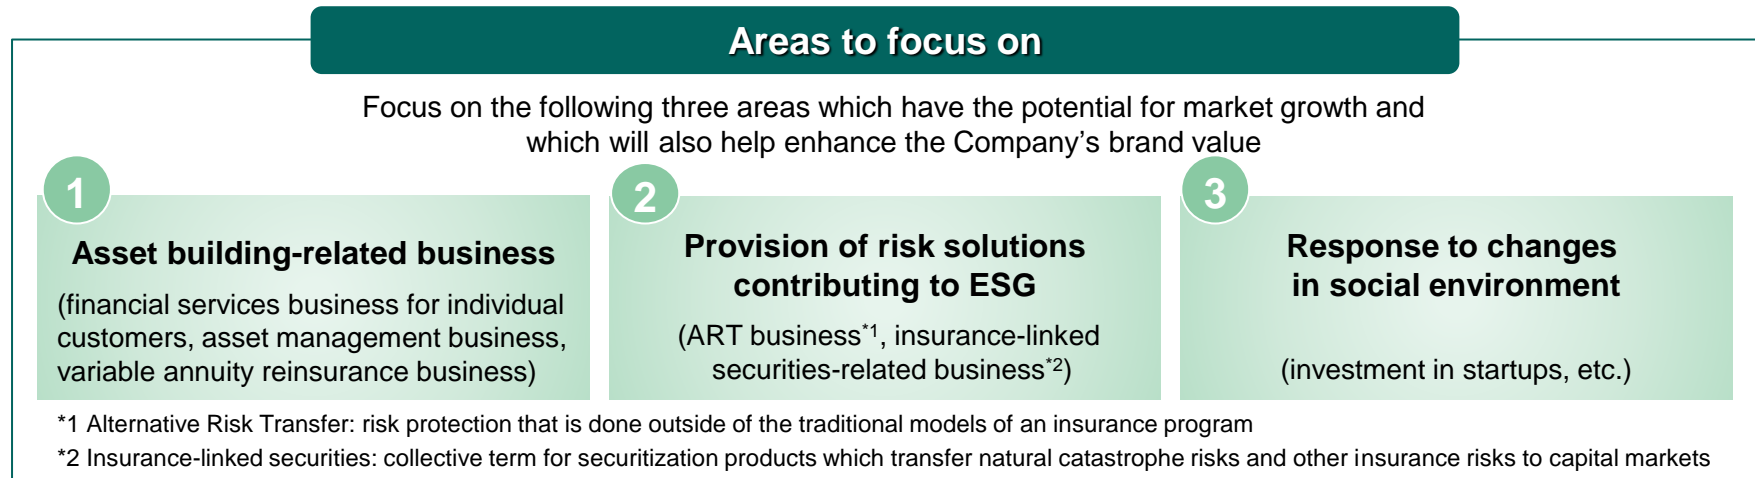 Areas to focus on
Focus on the following three areas which have the potential for market growth and
which will also help enhance the Company's brand value
1
Asset building-related business
(financial services business for individual
customers, asset management business,
variable annuity reinsurance business)
2
Provision of risk solutions
contributing to ESG
(ART business*1, insurance-linked
securities-related business*2)
3
Response to changes
in social environment
(investment in startups, etc.)
*1 Alternative Risk Transfer: risk protection that is done outside of the traditional models of an insurance program
*2 Insurance-linked securities: collective term for securitization products which transfer natural catastrophe risks and other insurance risks to capital markets